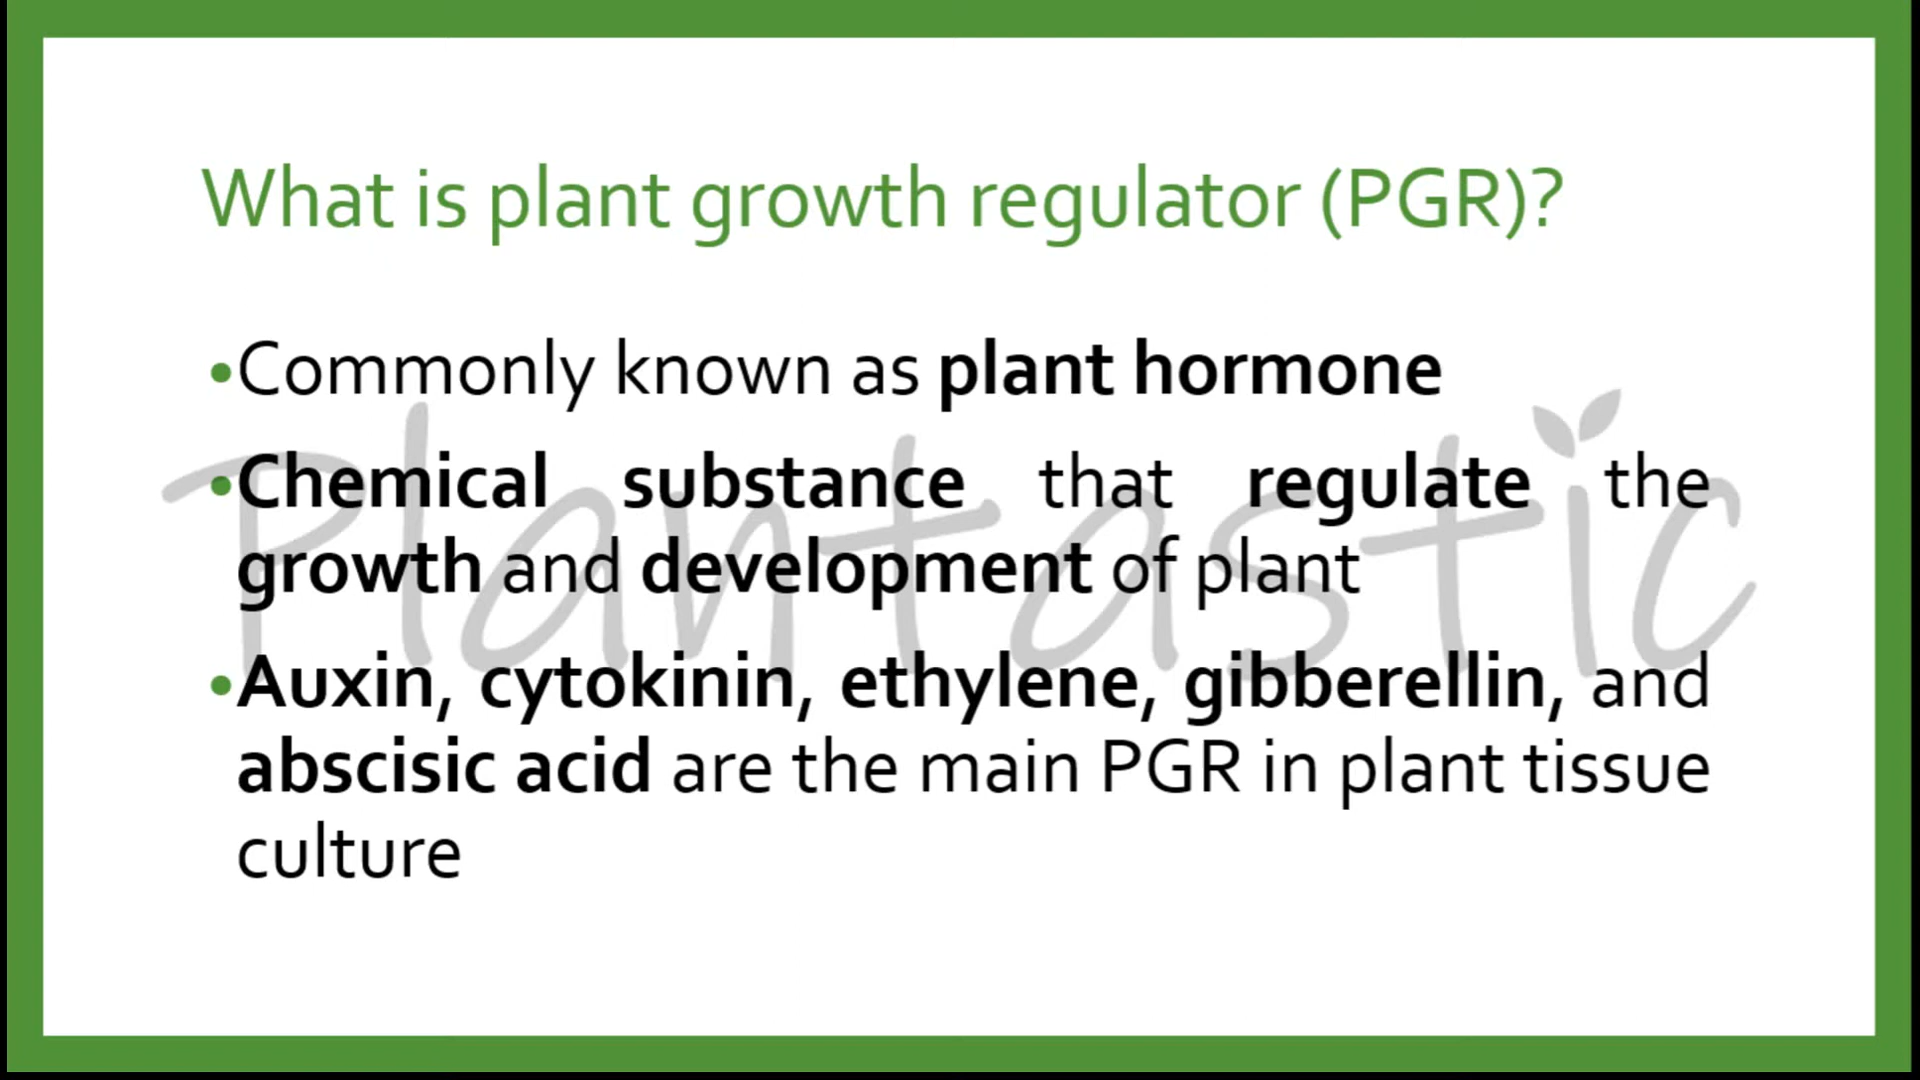 What is plant growth regulator (PGR)?
•Commonly known as plant hormone
•Chemical substance that regulate the
growth and development of plant
•Auxin, cytokinin, ethylene, gibberellin, and
abscisic acid are the main PGR in plant tissue
culture
Plantastic